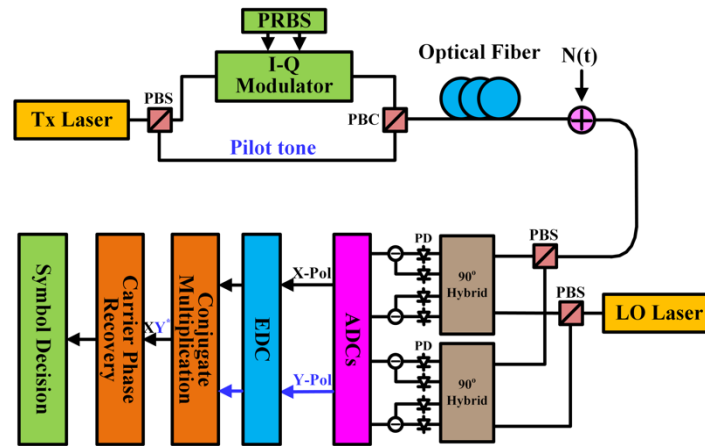 PRBS
I-Q
Modulator
Optical Fiber
N(t)
PBS
PBC
Tx Laser
Pilot tone
PD
PBS
PBS
90° Hybrid
LO Laser
PD
90° Hybrid
X-Pol
Y-Pol
ADCs
EDC
Conjugate
Multiplication
XY*
Carrier Phase
Recovery
Symbol Decision